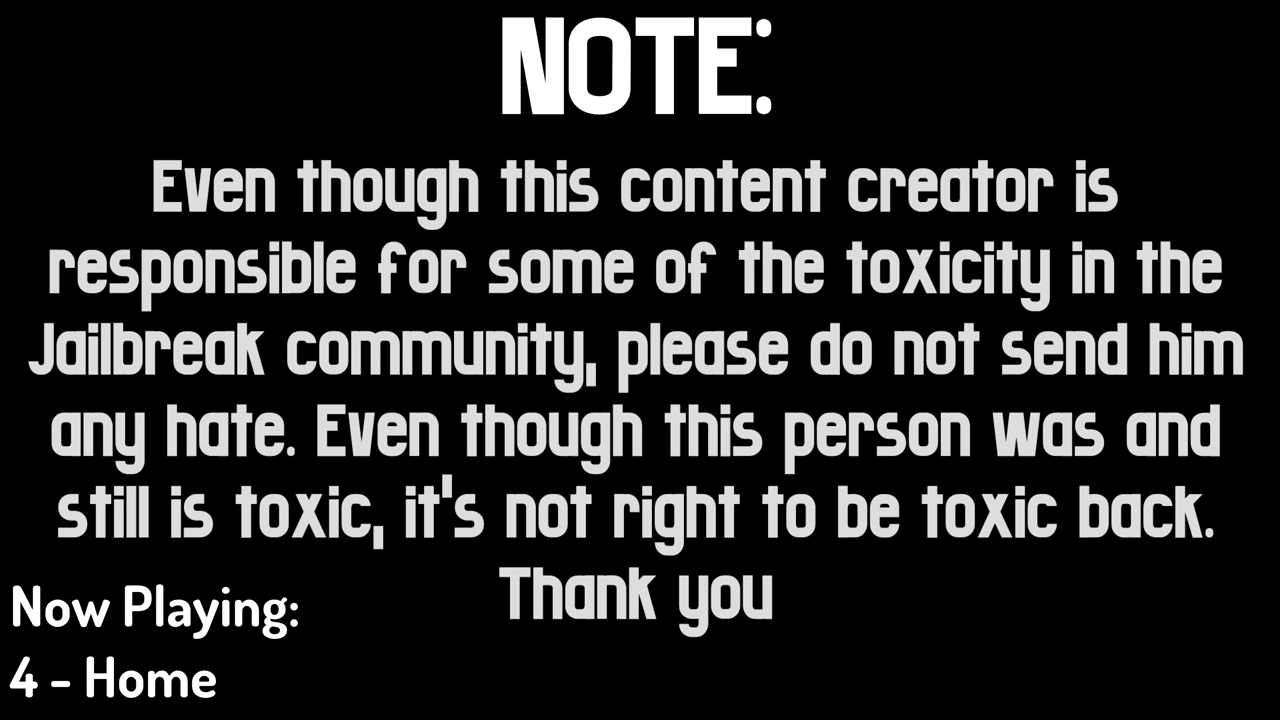 NOTE:
Even though this content creator is
responsible for some of the toxicity in the
Jailbreak community, please do not send him
any hate. Even though this person was and
still is toxic, it's not right to be toxic back.
Thank you
Now Playing:
4 - Home